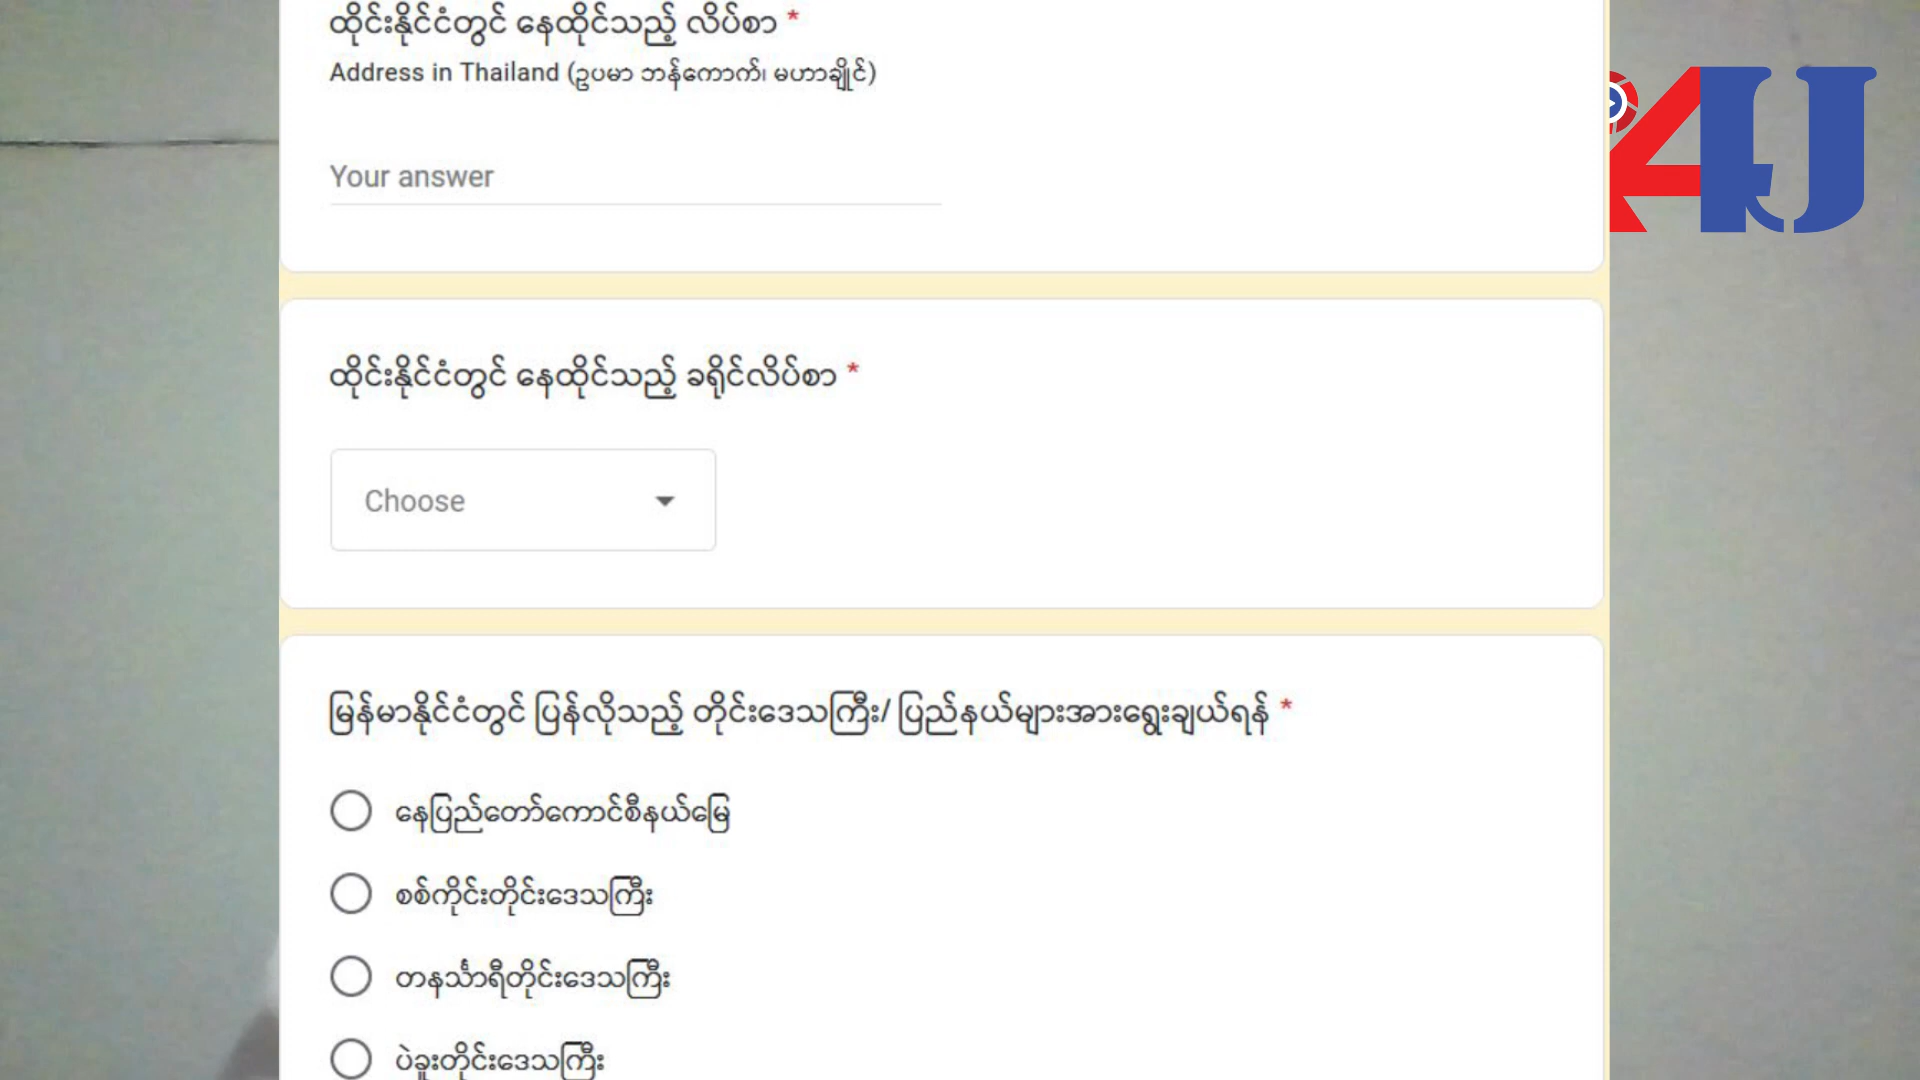 ထိုင်းနိုင်ငံတွင် နေထိုင်သည့် လိပ်စာ *
Address in Thailand (ဥပမာ ဘန်ကောက်၊ မဟာချိုင်)
Your answer
ထိုင်းနိုင်ငံတွင် နေထိုင်သည့် ခရိုင်လိပ်စာ *
Choose
မြန်မာနိုင်ငံတွင် ပြန်လိုသည့် တိုင်းဒေသကြီး/ ပြည်နယ်များအားရွေးချယ်ရန် *
နေပြည်တော်ကောင်စီနယ်မြေ
စစ်ကိုင်းတိုင်းဒေသကြီး
တနင်္သာရီတိုင်းဒေသကြီး
ပဲခူးတိုင်းဒေသကြီး
4J